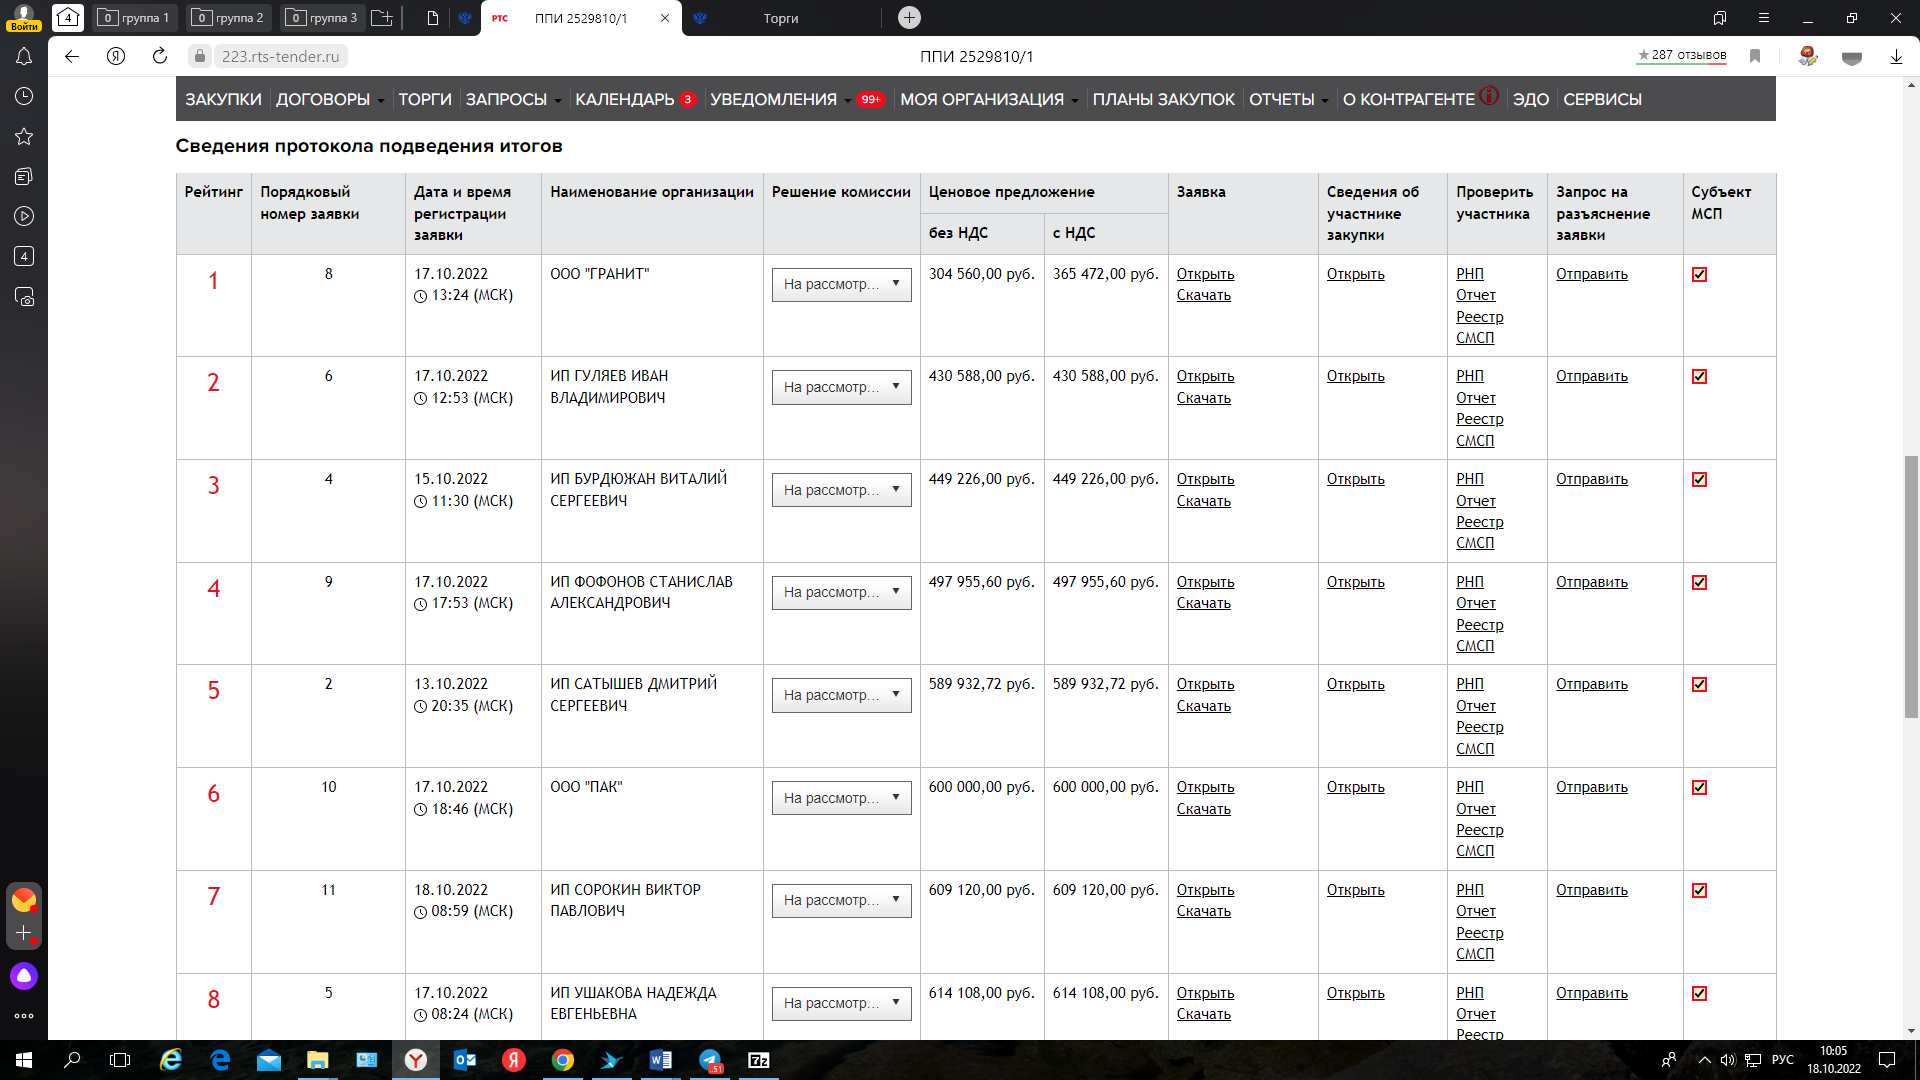 4
0 группа 1
0 группа 2
0 группа 3
РТС ППИ 2529810/1
Торги
Войти
223.rts-tender.ru
ППИ 2529810/1
★ 287 отзывов
4
ЗАКУПКИ ДОГОВОРЫ ТОРГИ ЗАПРОСЫ КАЛЕНДАРЬ 3 УВЕДОМЛЕНИЯ 99+ МОЯ ОРГАНИЗАЦИЯ ПЛАНЫ ЗАКУПОК ОТЧЕТЫ О КОНТРАГЕНТЕ ЭДО СЕРВИСЫ
Сведения протокола подведения итогов
Рейтинг Порядковый Дата и время Наименование организации Решение комиссии Ценовое предложение Заявка Сведения об Проверить Запрос на Субъект
номер заявки регистрации участнике участника разъяснение МСП
заявки без НДС с НДС закупки заявки
1 8 17.10.2022 ООО "ГРАНИТ" На рассмотр... 304 560,00 руб. 365 472,00 руб. Открыть Открыть РНП Отправить
13:24 (МСК) Скачать Отчет
Реестр
СМСП
2 6 17.10.2022 ИП ГУЛЯЕВ ИВАН На рассмотр... 430 588,00 руб. 430 588,00 руб. Открыть Открыть РНП Отправить
12:53 (МСК) ВЛАДИМИРОВИЧ Скачать Отчет
Реестр
СМСП
3 4 15.10.2022 ИП БУРДЮЖАН ВИТАЛИЙ На рассмотр... 449 226,00 руб. 449 226,00 руб. Открыть Открыть РНП Отправить
11:30 (МСК) СЕРГЕЕВИЧ Скачать Отчет
Реестр
СМСП
4 9 17.10.2022 ИП ФОФОНОВ СТАНИСЛАВ На рассмотр... 497 955,60 руб. 497 955,60 руб. Открыть Открыть РНП Отправить
17:53 (МСК) АЛЕКСАНДРОВИЧ Скачать Отчет
Реестр
СМСП
5 2 13.10.2022 ИП САТЫШЕВ ДМИТРИЙ На рассмотр... 589 932,72 руб. 589 932,72 руб. Открыть Открыть РНП Отправить
20:35 (МСК) СЕРГЕЕВИЧ Скачать Отчет
Реестр
СМСП
6 10 17.10.2022 ООО "ПАК" На рассмотр... 600 000,00 руб. 600 000,00 руб. Открыть Открыть РНП Отправить
18:46 (МСК) Скачать Отчет
Реестр
СМСП
7 11 18.10.2022 ИП СОРОКИН ВИКТОР На рассмотр... 609 120,00 руб. 609 120,00 руб. Открыть Открыть РНП Отправить
08:59 (МСК) ПАВЛОВИЧ Скачать Отчет
Реестр
СМСП
8 5 17.10.2022 ИП УШАКОВА НАДЕЖДА На рассмотр... 614 108,00 руб. 614 108,00 руб. Открыть Открыть РНП Отправить
08:24 (МСК) ЕВГЕНЬЕВНА Скачать Отчет
Реестр
51
7z
РУС
10:05
18.10.2022